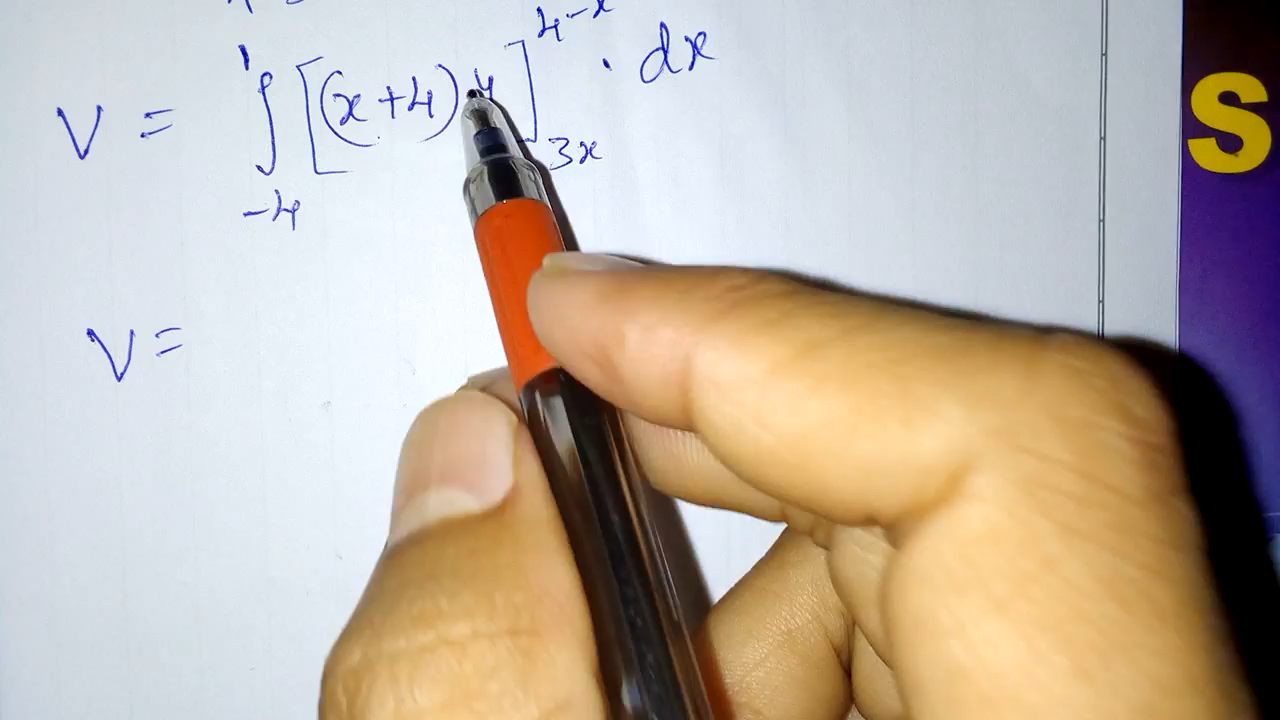 V = ∫_{-4}^{1} [(x+4)y]_{3x}^{4-x} . dx
V =
S